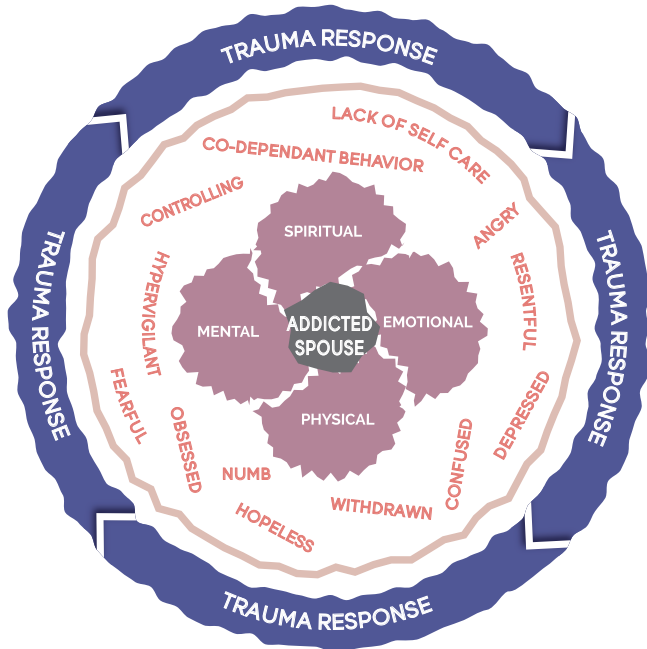 TRAUMA RESPONSE
LACK OF SELF CARE
CO-DEPENDANT BEHAVIOR
CONTROLLING
ANGRY
SPIRITUAL
TRAUMA RESPONSE
HYPERVIGILANT
RESENTFUL
TRAUMA RESPONSE
MENTAL
ADDICTED
SPOUSE
EMOTIONAL
FEARFUL
DEPRESSED
OBSESSED
PHYSICAL
CONFUSED
NUMB
WITHDRAWN
HOPELESS
TRAUMA RESPONSE